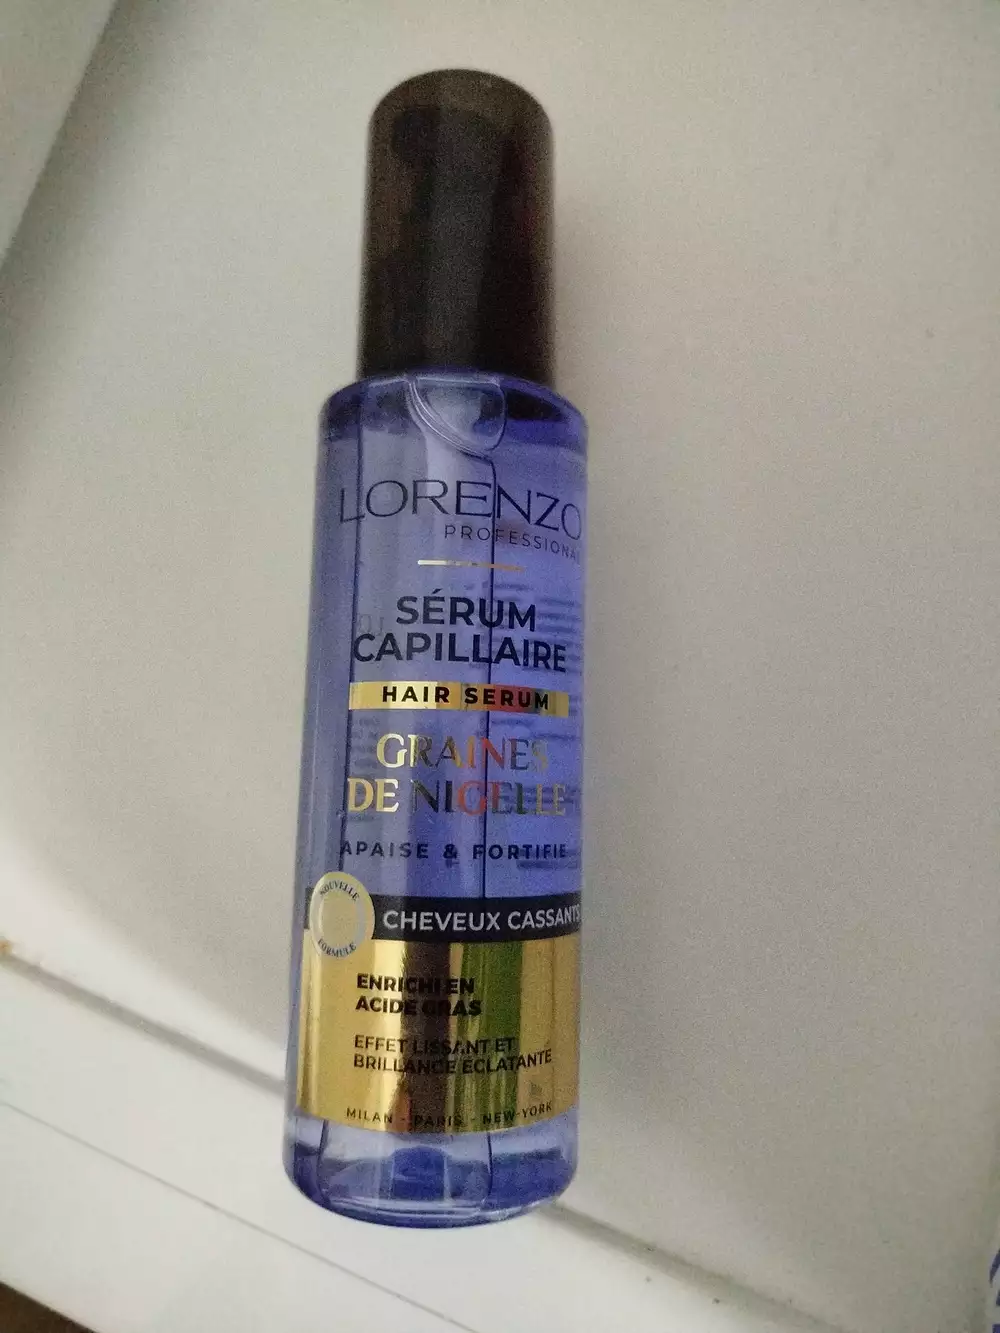 LORENZO
PROFESSIONAL
SÉRUM
CAPILLAIRE
HAIR SERUM
GRAINES
DE NIGELLE
APAISE & FORTIFIE
NOUVELLE
FORMULE
CHEVEUX CASSANTS
ENRICHI EN
ACIDE GRAS
EFFET LISSANT ET
BRILLANCE ÉCLATANTE
MILAN - PARIS - NEW-YORK